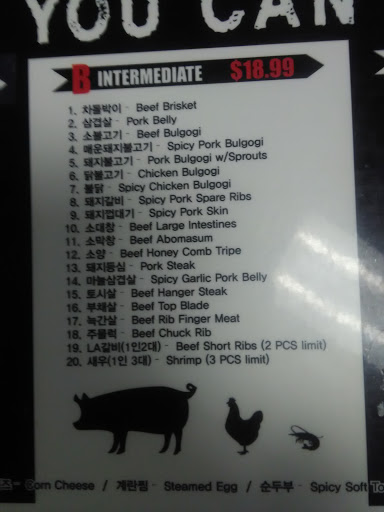 YOU CAN
B INTERMEDIATE $18.99
1. 차돌박이 - Beef Brisket
2. 삼겹살 - Pork Belly
3. 소불고기 - Beef Bulgogi
4. 매운돼지불고기 - Spicy Pork Bulgogi
5. 돼지불고기 - Pork Bulgogi w/Sprouts
6. 닭불고기 - Chicken Bulgogi
7. 불닭 - Spicy Chicken Bulgogi
8. 돼지갈비 - Spicy Pork Spare Ribs
9. 돼지껍대기 - Spicy Pork Skin
10. 소대창 - Beef Large Intestines
11. 소막창 - Beef Abomasum
12. 소양 - Beef Honey Comb Tripe
13. 돼지등심 - Pork Steak
14. 마늘삼겹살 - Spicy Garlic Pork Belly
15. 토시살 - Beef Hanger Steak
16. 부채살 - Beef Top Blade
17. 늑간살 - Beef Rib Finger Meat
18. 주물럭 - Beef Chuck Rib
19. LA갈비(1인2대) - Beef Short Ribs (2 PCS limit)
20. 새우(1인 3대) - Shrimp (3 PCS limit)
즈 - Corn Cheese / 계란찜 - Steamed Egg / 순두부 - Spicy Soft To